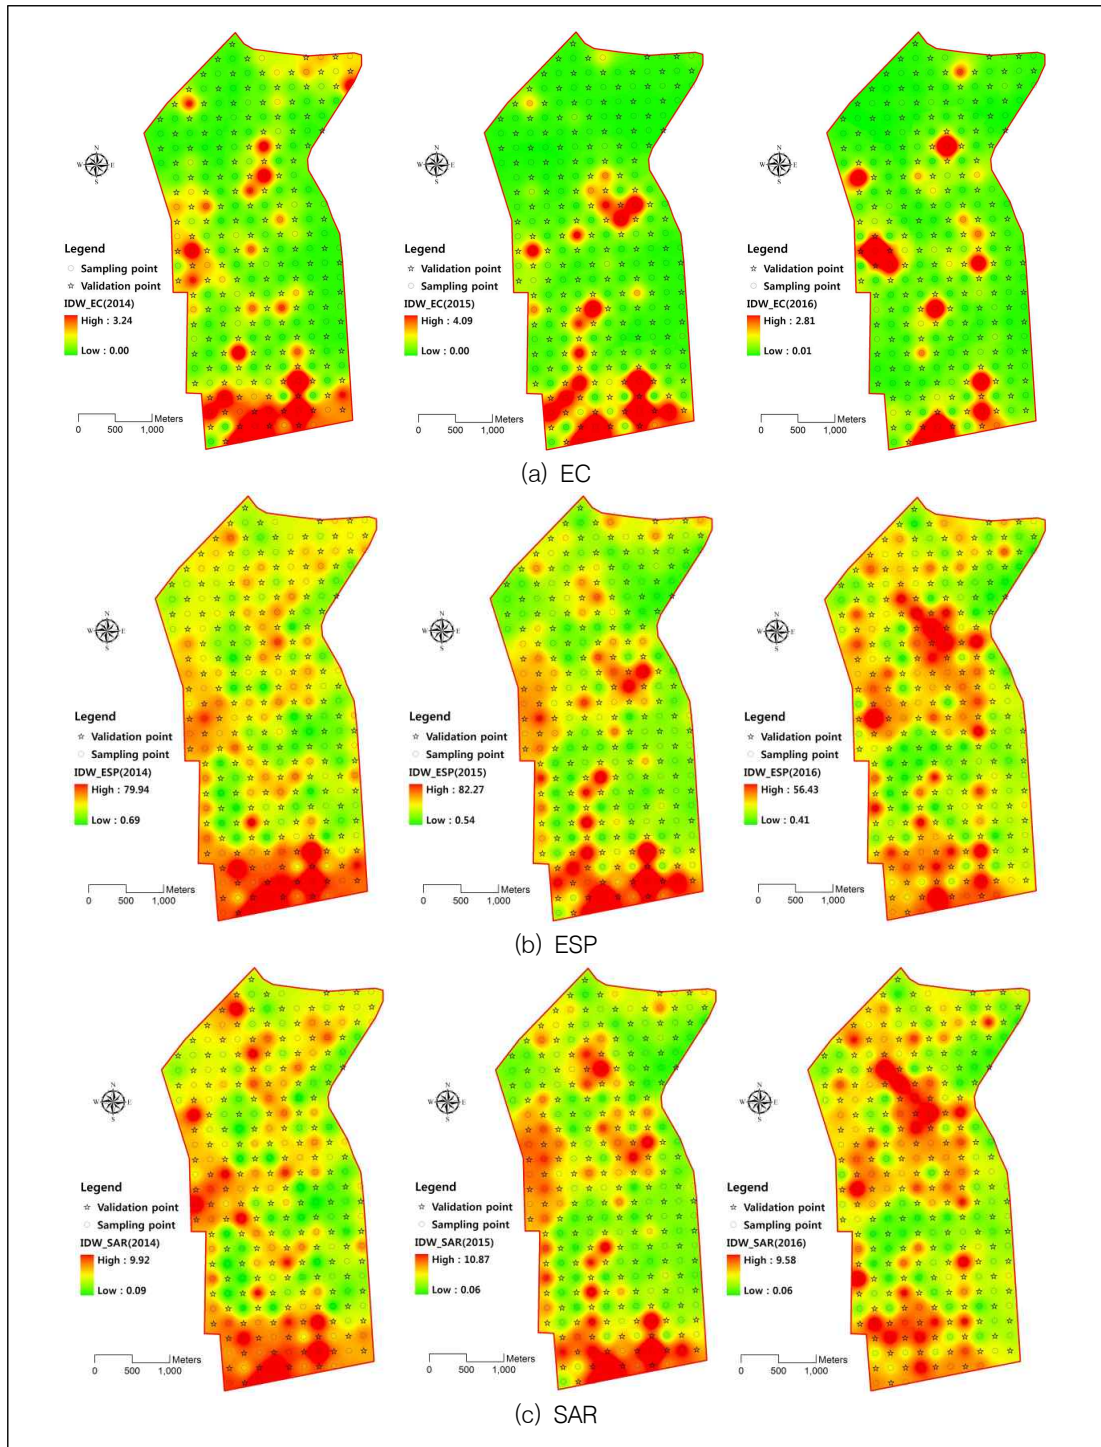 N
W
E
S
Legend
Sampling point
Validation point
IDW_EC(2014)
High : 3.24
Low : 0.00
0 500 1,000 Meters
N
W
E
S
Legend
Validation point
Sampling point
IDW_EC(2015)
High : 4.09
Low : 0.00
0 500 1,000 Meters
N
W
E
S
Legend
Validation point
Sampling point
IDW_EC(2016)
High : 2.81
Low : 0.01
0 500 1,000 Meters
(a) EC
N
W
E
S
Legend
Validation point
Sampling point
IDW_ESP(2014)
High : 79.94
Low : 0.69
0 500 1,000 Meters
N
W
E
S
Legend
Validation point
Sampling point
IDW_ESP(2015)
High : 82.27
Low : 0.54
0 500 1,000 Meters
N
W
E
S
Legend
Validation point
Sampling point
IDW_ESP(2016)
High : 56.43
Low : 0.41
0 500 1,000 Meters
(b) ESP
N
W
E
S
Legend
Validation point
Sampling point
IDW_SAR(2014)
High : 9.92
Low : 0.09
0 500 1,000 Meters
N
W
E
S
Legend
Validation point
Sampling point
IDW_SAR(2015)
High : 10.87
Low : 0.06
0 500 1,000 Meters
N
W
E
S
Legend
Validation point
Sampling point
IDW_SAR(2016)
High : 9.58
Low : 0.06
0 500 1,000 Meters
(c) SAR